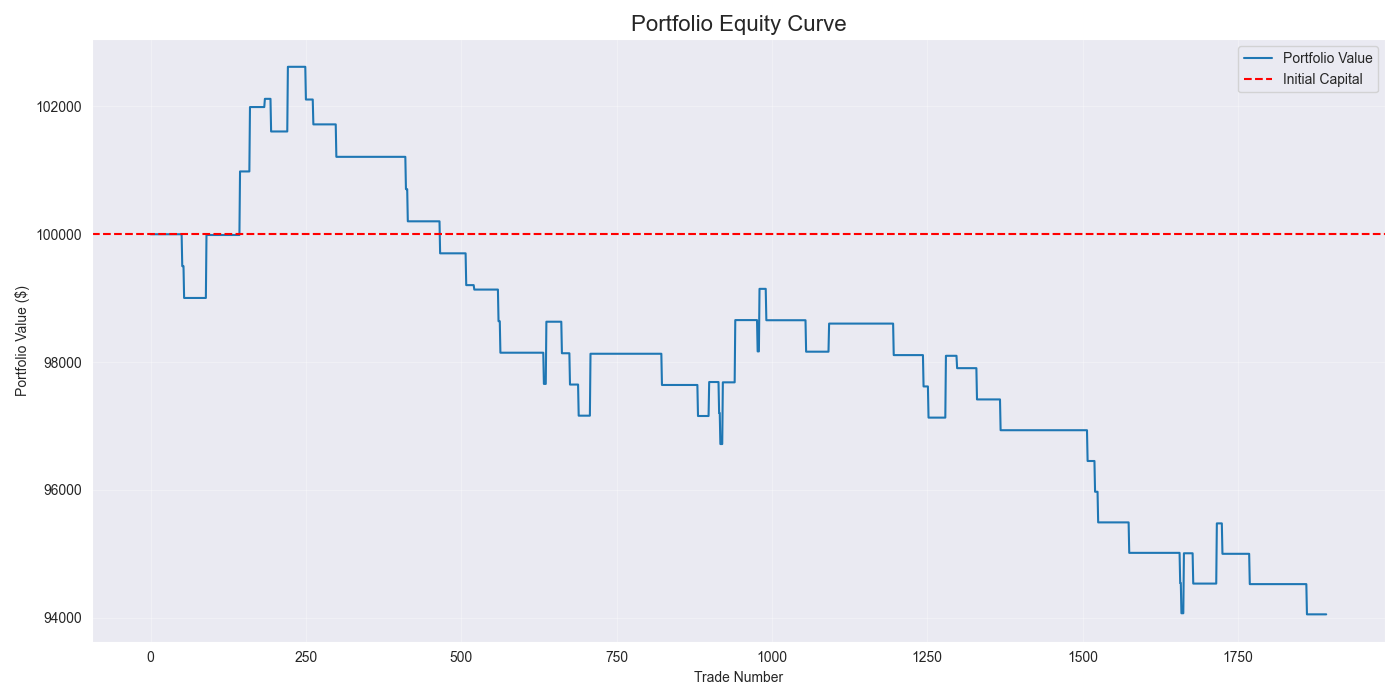 Portfolio Equity Curve
Portfolio Value
Initial Capital
Portfolio Value ($)
102000
100000
98000
96000
94000
0 250 500 750 1000 1250 1500 1750
Trade Number